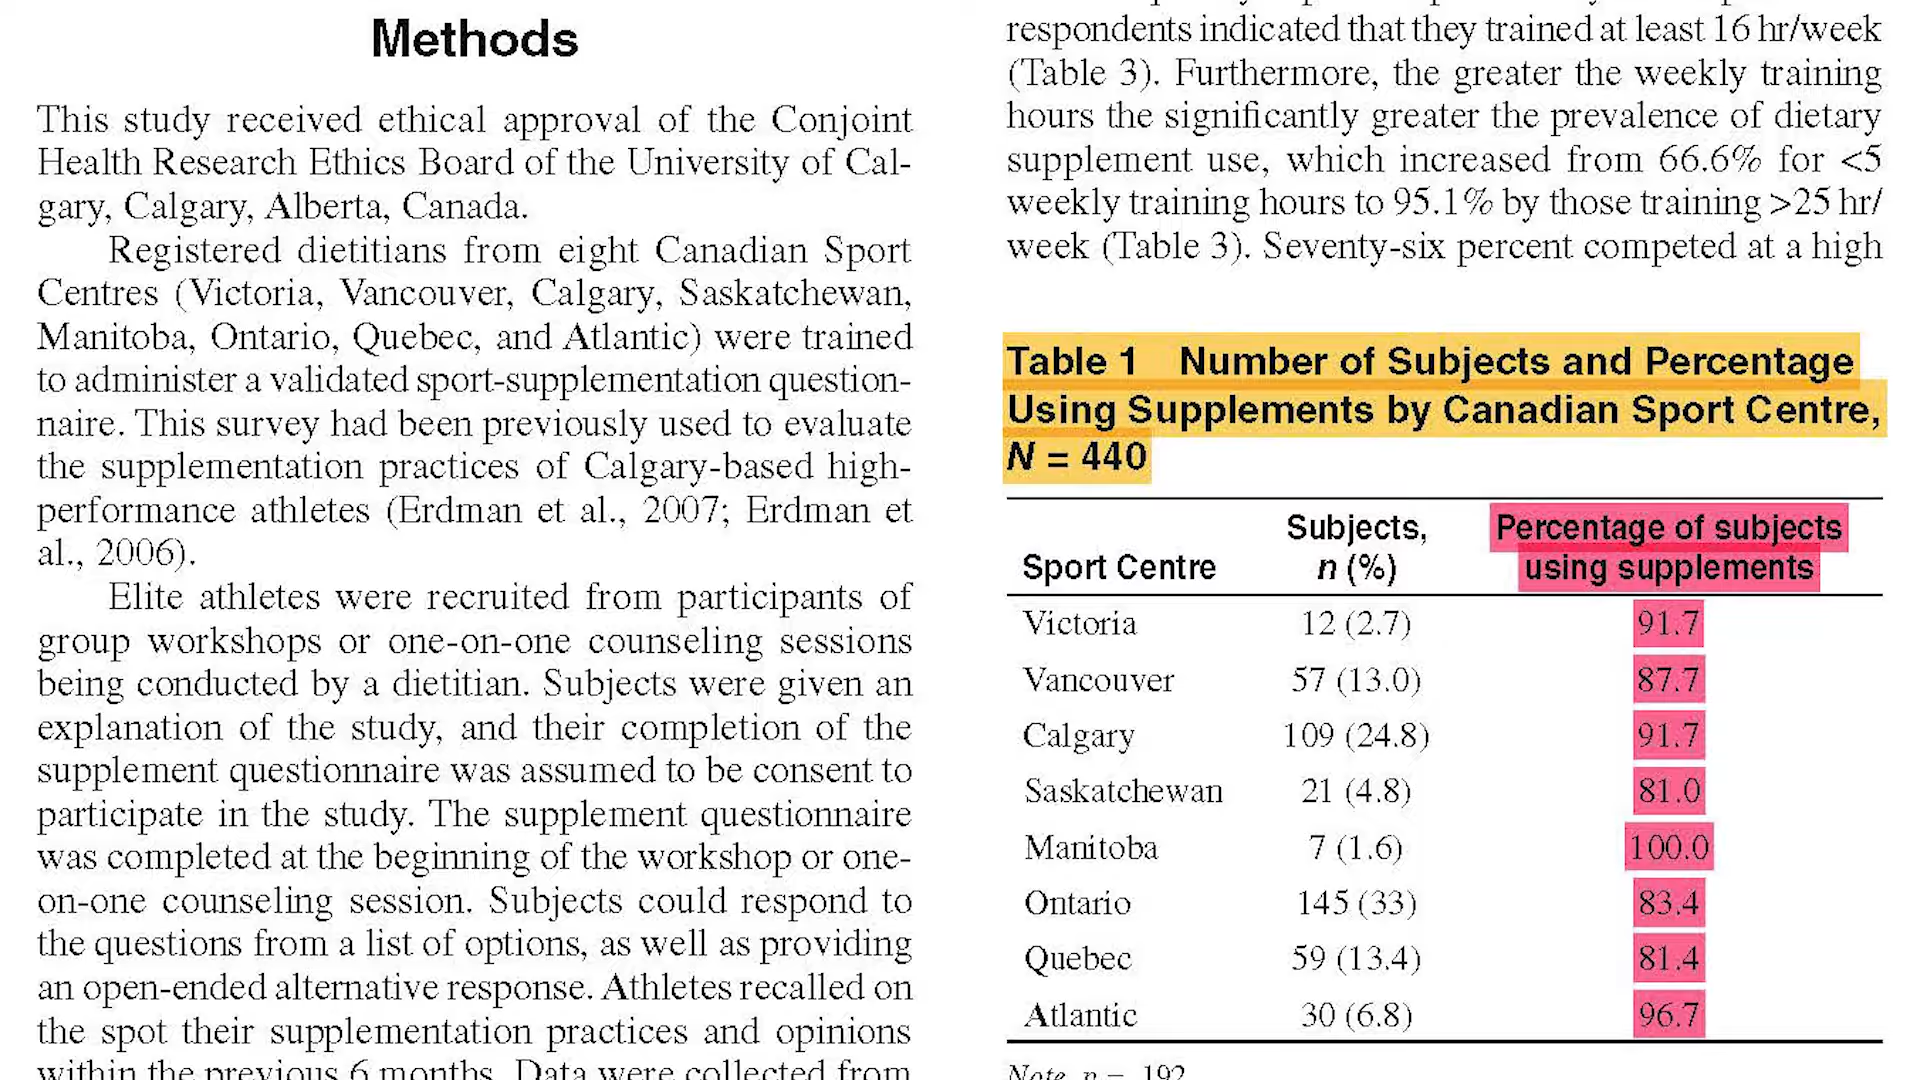 Methods
This study received ethical approval of the Conjoint
Health Research Ethics Board of the University of Cal-
gary, Calgary, Alberta, Canada.
Registered dietitians from eight Canadian Sport
Centres (Victoria, Vancouver, Calgary, Saskatchewan,
Manitoba, Ontario, Quebec, and Atlantic) were trained
to administer a validated sport-supplementation question-
naire. This survey had been previously used to evaluate
the supplementation practices of Calgary-based high-
performance athletes (Erdman et al., 2007; Erdman et
al., 2006).
Elite athletes were recruited from participants of
group workshops or one-on-one counseling sessions
being conducted by a dietitian. Subjects were given an
explanation of the study, and their completion of the
supplement questionnaire was assumed to be consent to
participate in the study. The supplement questionnaire
was completed at the beginning of the workshop or one-
on-one counseling session. Subjects could respond to
the questions from a list of options, as well as providing
an open-ended alternative response. Athletes recalled on
the spot their supplementation practices and opinions
within the previous 6 months. Data were collected from
respondents indicated that they trained at least 16 hr/week
(Table 3). Furthermore, the greater the weekly training
hours the significantly greater the prevalence of dietary
supplement use, which increased from 66.6% for <5
weekly training hours to 95.1% by those training >25 hr/
week (Table 3). Seventy-six percent competed at a high
Table 1 Number of Subjects and Percentage
Using Supplements by Canadian Sport Centre,
N = 440
Sport Centre Subjects, n (%) Percentage of subjects using supplements
Victoria 12 (2.7) 91.7
Vancouver 57 (13.0) 87.7
Calgary 109 (24.8) 91.7
Saskatchewan 21 (4.8) 81.0
Manitoba 7 (1.6) 100.0
Ontario 145 (33) 83.4
Quebec 59 (13.4) 81.4
Atlantic 30 (6.8) 96.7
Note. n = 192